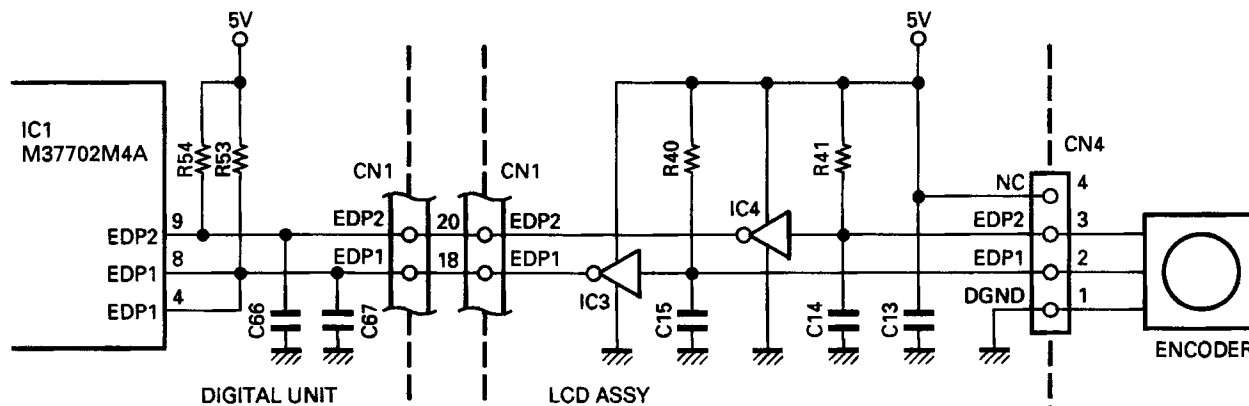 5V
5V
IC1
M37702M4A
R54
R53
CN1
CN1
R40
R41
CN4
NC
4
9
EDP2
20
EDP2
IC4
EDP2
3
EDP2
8
EDP1
18
EDP1
EDP1
2
EDP1
4
IC3
DGND
1
EDP1
C66
C67
C15
C14
C13
ENCODER
DIGITAL UNIT
LCD ASSY